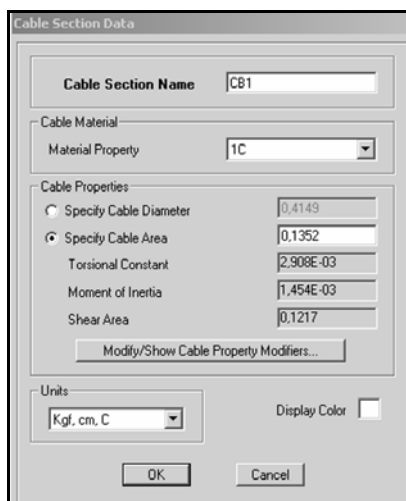 Cable Section Data
Cable Section Name CB1
Cable Material
Material Property 1C
Cable Properties
Specify Cable Diameter 0,4149
Specify Cable Area 0,1352
Torsional Constant 2,908E-03
Moment of Inertia 1,454E-03
Shear Area 0,1217
Modify/Show Cable Property Modifiers...
Units
Kgf, cm, C
Display Color
OK Cancel